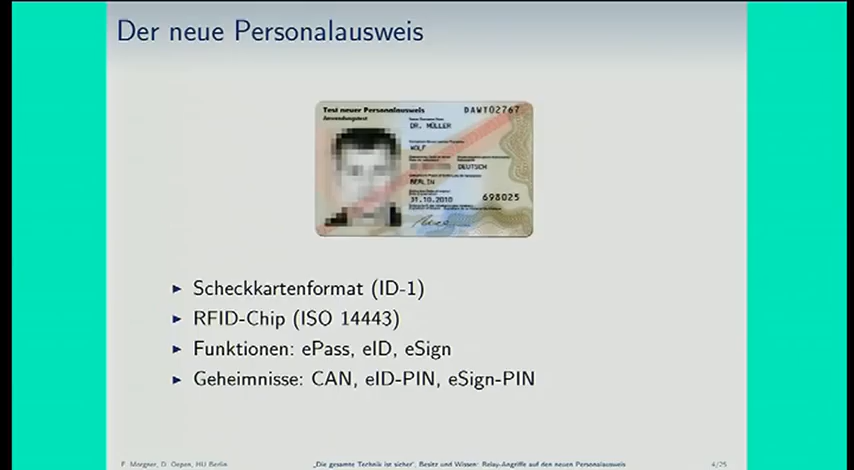 Der neue Personalausweis
Test neuer Personalausweis
DAWT02767
Anwendungstest
DR. MÜLLER
WOLF
DEUTSCH
BERLIN
31.10.2010
698025
▶ Scheckkartenformat (ID-1)
▶ RFID-Chip (ISO 14443)
▶ Funktionen: ePass, eID, eSign
▶ Geheimnisse: CAN, eID-PIN, eSign-PIN
F. Morgner, D. Oepen, HU Berlin
„Die gesamte Technik ist sicher“, Besitz und Wissen: Relay-Angriffe auf den neuen Personalausweis
4/25